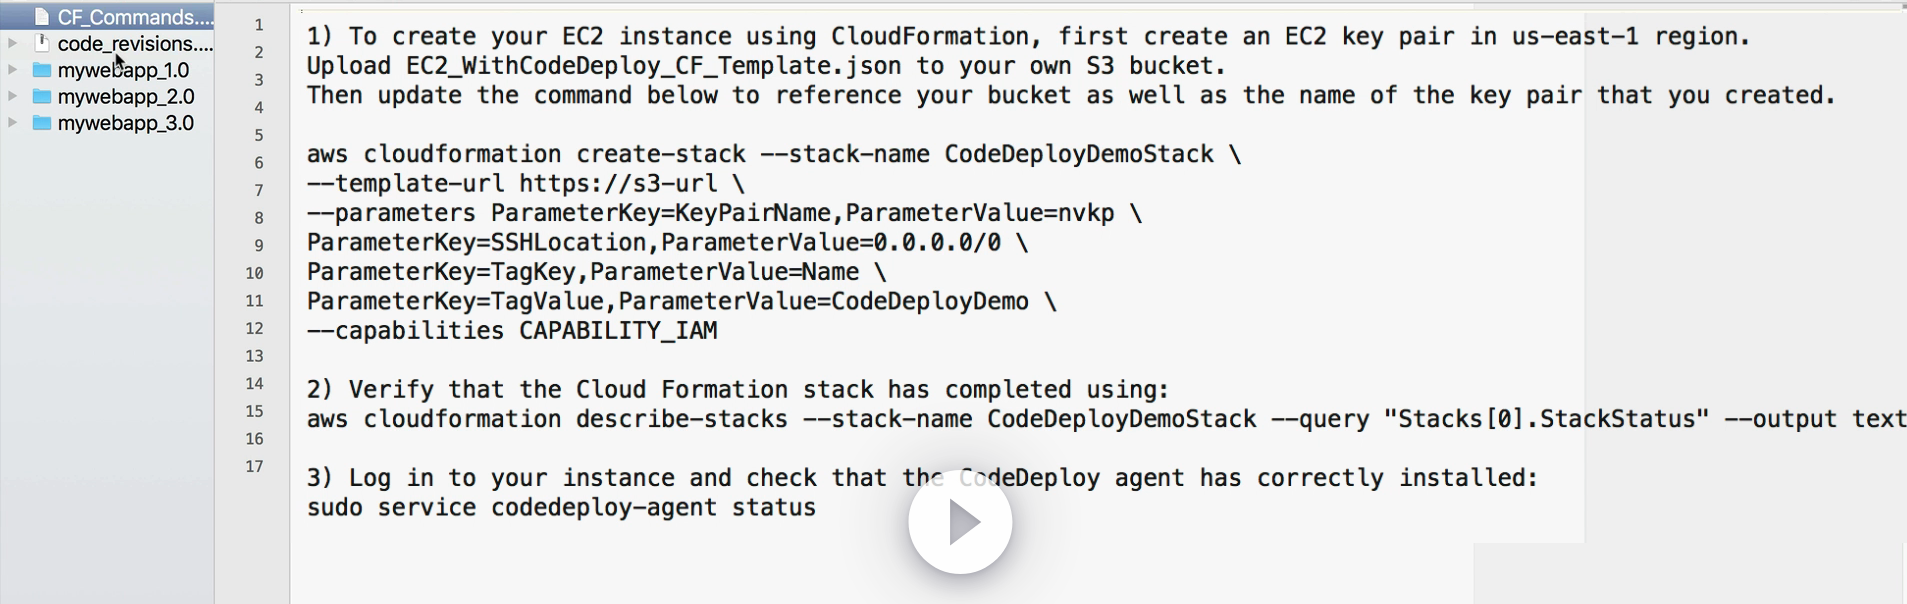 CF_Commands....
code_revisions....
mywebapp_1.0
mywebapp_2.0
mywebapp_3.0
1
2
3
4
5
6
7
8
9
10
11
12
13
14
15
16
17
1) To create your EC2 instance using CloudFormation, first create an EC2 key pair in us-east-1 region.
Upload EC2_WithCodeDeploy_CF_Template.json to your own S3 bucket.
Then update the command below to reference your bucket as well as the name of the key pair that you created.
aws cloudformation create-stack --stack-name CodeDeployDemoStack \
--template-url https://s3-url \
--parameters ParameterKey=KeyPairName,ParameterValue=nvkp \
ParameterKey=SSHLocation,ParameterValue=0.0.0.0/0 \
ParameterKey=TagKey,ParameterValue=Name \
ParameterKey=TagValue,ParameterValue=CodeDeployDemo \
--capabilities CAPABILITY_IAM
2) Verify that the Cloud Formation stack has completed using:
aws cloudformation describe-stacks --stack-name CodeDeployDemoStack --query "Stacks[0].StackStatus" --output text
3) Log in to your instance and check that the CodeDeploy agent has correctly installed:
sudo service codedeploy-agent status